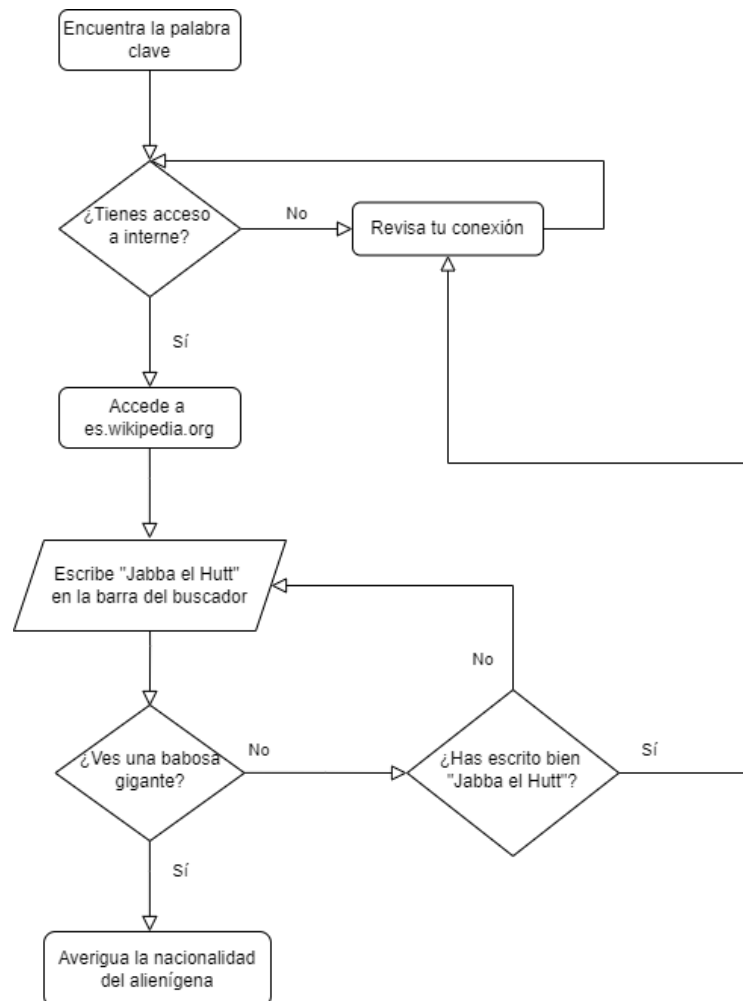 Encuentra la palabra
clave
¿Tienes acceso
a interne?
No
Revisa tu conexión
Sí
Accede a
es.wikipedia.org
Escribe "Jabba el Hutt"
en la barra del buscador
No
¿Ves una babosa
gigante?
No
¿Has escrito bien
"Jabba el Hutt"?
Sí
Sí
Averigua la nacionalidad
del alienígena